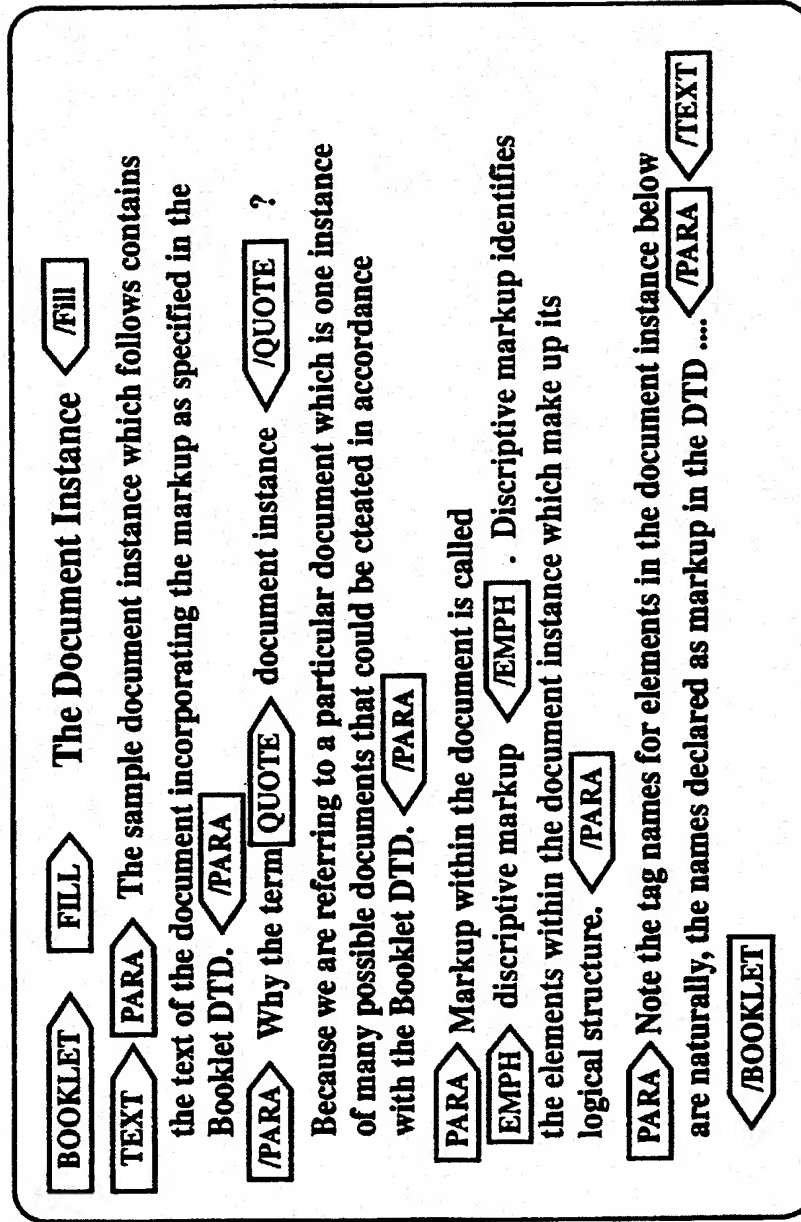 BOOKLET FILL The Document Instance /Fill
TEXT PARA The sample document instance which follows contains
the text of the document incorporating the markup as specified in the
Booklet DTD. /PARA
/PARA Why the term QUOTE document instance /QUOTE ?
Because we are referring to a particular document which is one instance
of many possible documents that could be cteated in accordance
with the Booklet DTD. /PARA
PARA Markup within the document is called
EMPH discriptive markup /EMPH . Discriptive markup identifies
the elements within the document instance which make up its
logical structure. /PARA
PARA Note the tag names for elements in the document instance below
are naturally, the names declared as markup in the DTD .... /PARA /TEXT
/BOOKLET